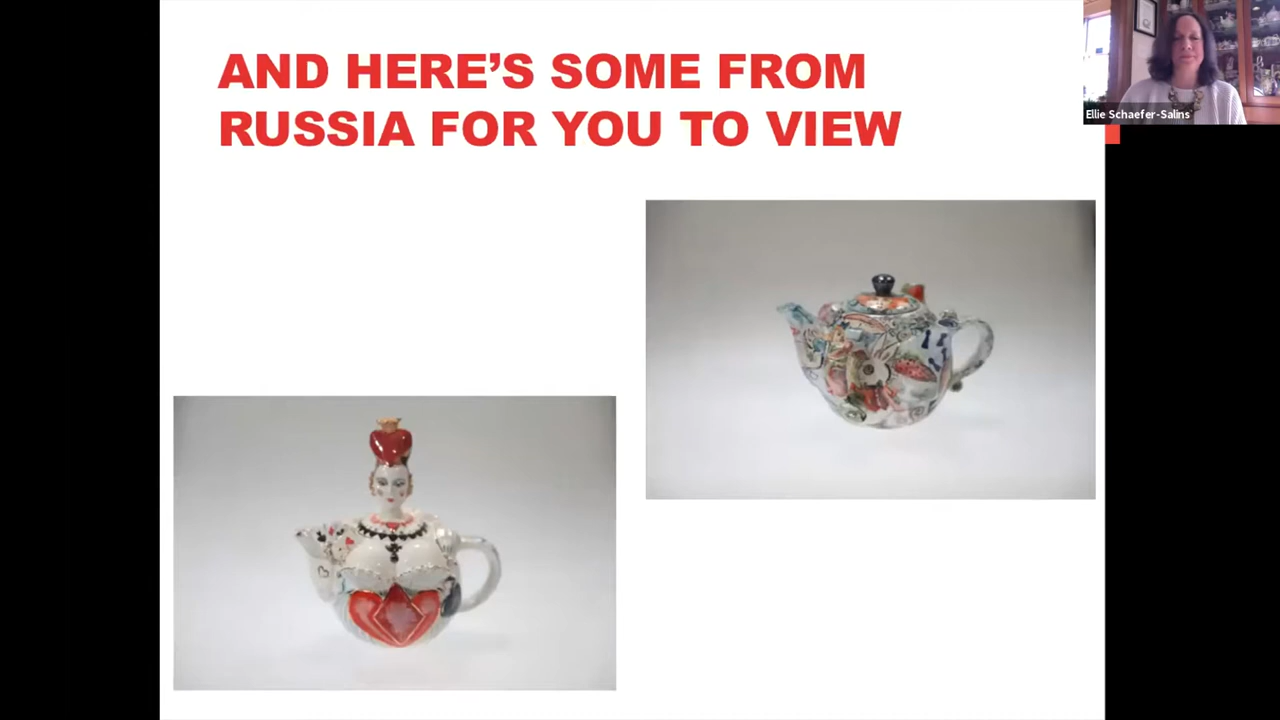 AND HERE’S SOME FROM
RUSSIA FOR YOU TO VIEW
Ellie Schaefer-Salins